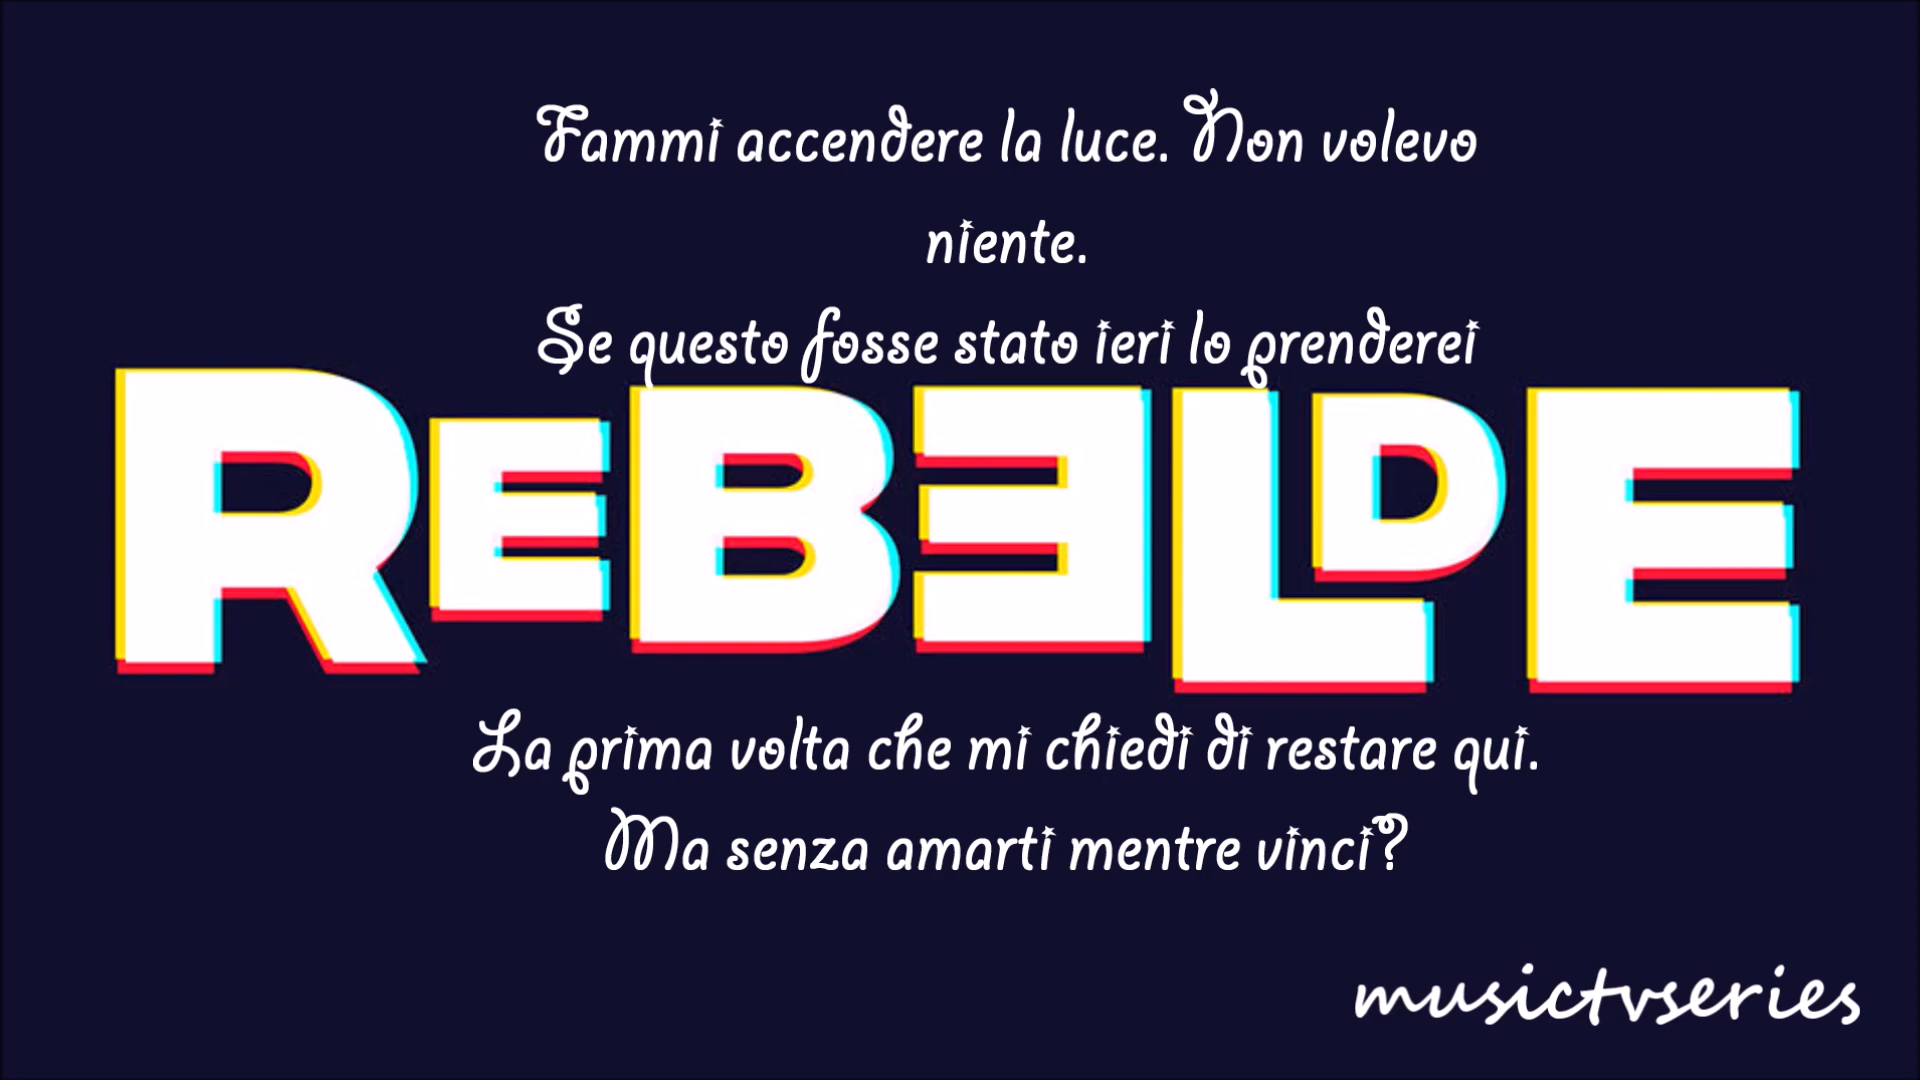 Fammi accendere la luce. Non volevo
niente.
Se questo fosse stato ieri lo prenderei
REBELDE
La prima volta che mi chiedi di restare qui.
Ma senza amarti mentre vinci?
musictvseries